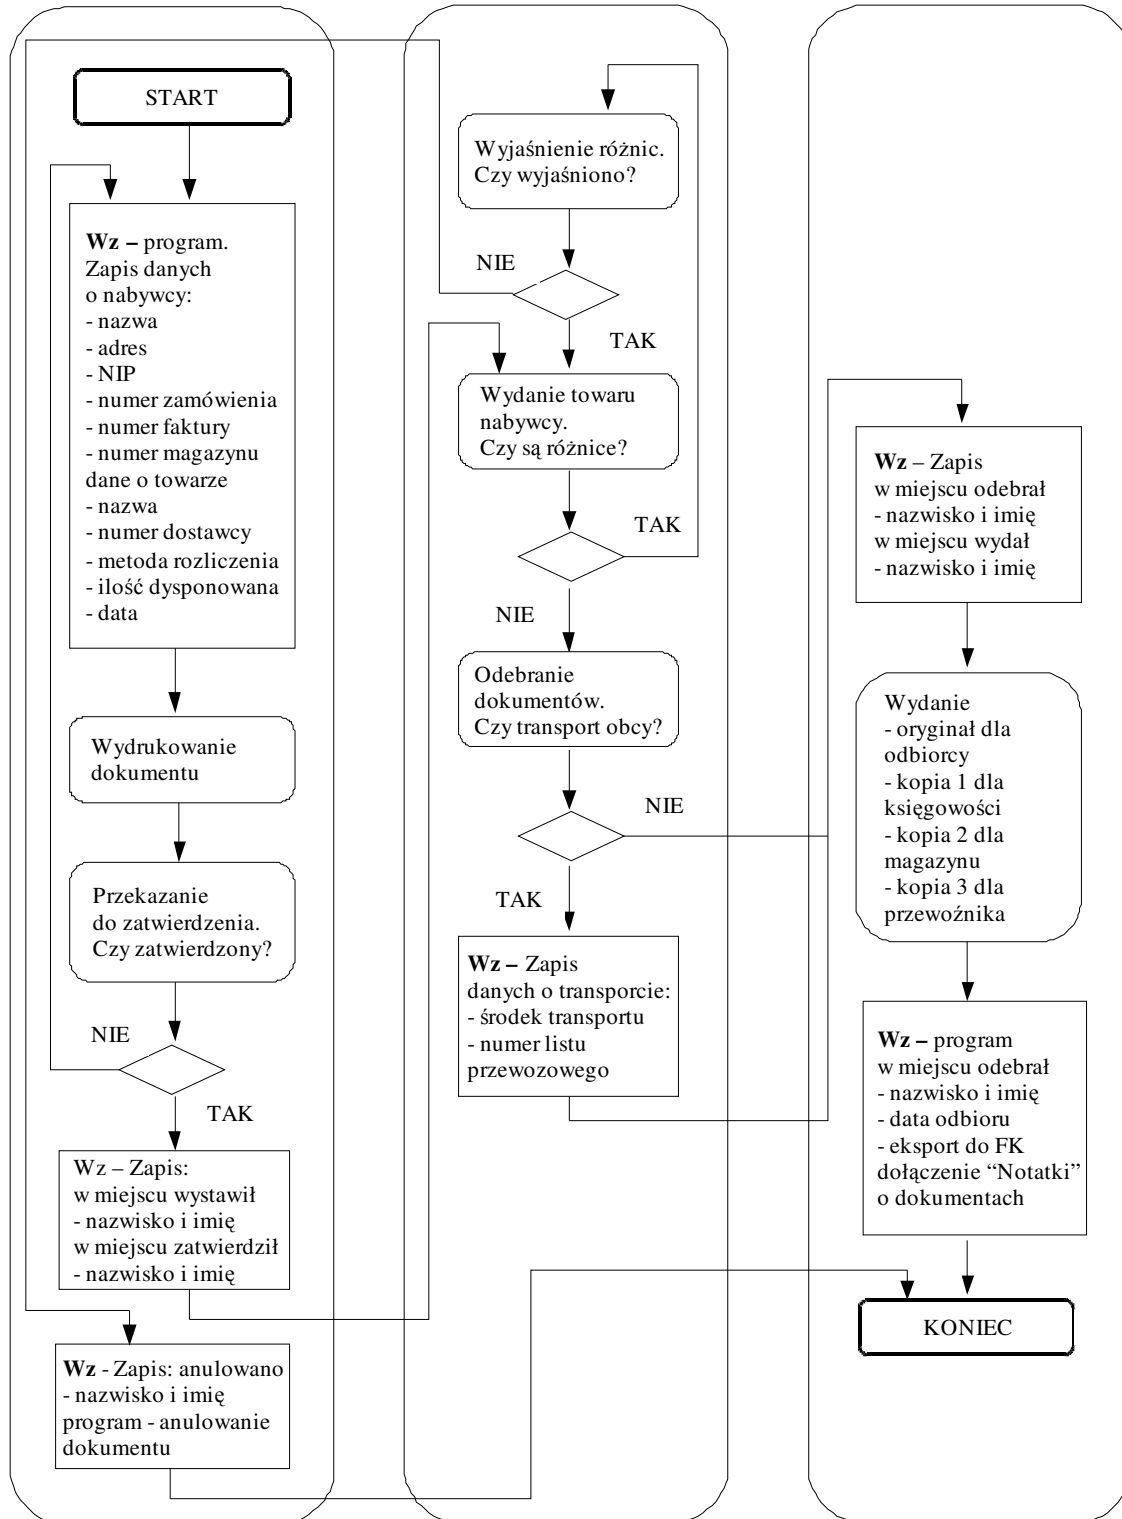 START
Wz – program.
Zapis danych
o nabywcy:
- nazwa
- adres
- NIP
- numer zamówienia
- numer faktury
- numer magazynu
dane o towarze
- nazwa
- numer dostawcy
- metoda rozliczenia
- ilość dysponowana
- data
Wydrukowanie
dokumentu
Przekazanie
do zatwierdzenia.
Czy zatwierdzony?
NIE
TAK
Wz – Zapis:
w miejscu wystawił
- nazwisko i imię
w miejscu zatwierdził
- nazwisko i imię
Wz - Zapis: anulowano
- nazwisko i imię
program - anulowanie
dokumentu
Wyjaśnienie różnic.
Czy wyjaśniono?
NIE
TAK
Wydanie towaru
nabywcy.
Czy są różnice?
TAK
NIE
Odebranie
dokumentów.
Czy transport obcy?
NIE
TAK
Wz – Zapis
danych o transporcie:
- środek transportu
- numer listu
przewozowego
Wz – Zapis
w miejscu odebrał
- nazwisko i imię
w miejscu wydał
- nazwisko i imię
Wydanie
- oryginał dla
odbiorcy
- kopia 1 dla
księgowości
- kopia 2 dla
magazynu
- kopia 3 dla
przewoźnika
Wz – program
w miejscu odebrał
- nazwisko i imię
- data odbioru
- eksport do FK
dołączenie “Notatki”
o dokumentach
KONIEC